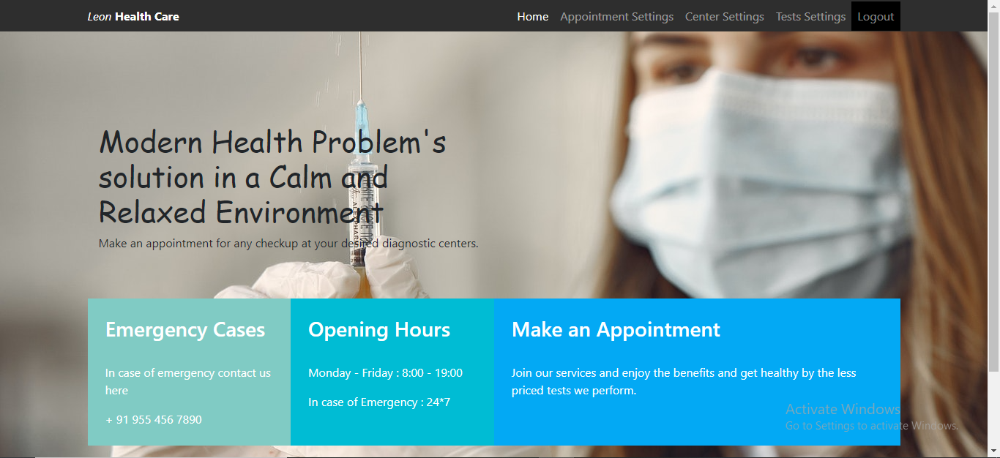 Leon Health Care
Home Appointment Settings Center Settings Tests Settings Logout
Modern Health Problem's
solution in a Calm and
Relaxed Environment
Make an appointment for any checkup at your desired diagnostic centers.
Emergency Cases
In case of emergency contact us
here
+ 91 955 456 7890
Opening Hours
Monday - Friday : 8:00 - 19:00
In case of Emergency : 24*7
Make an Appointment
Join our services and enjoy the benefits and get healthy by the less
priced tests we perform.
Activate Windows
Go to Settings to activate Windows.